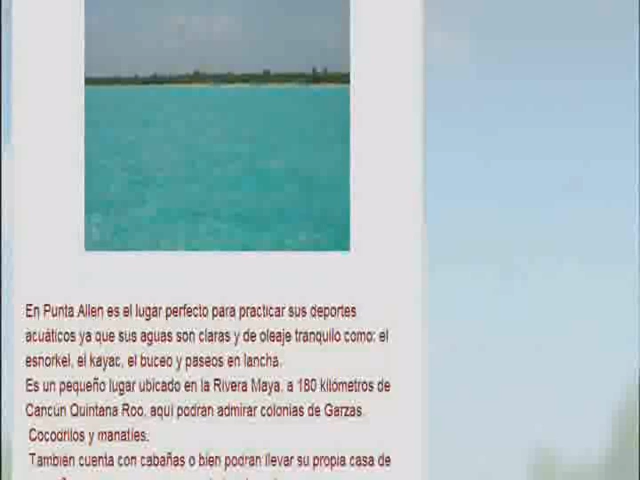 En Punta Allen es el lugar perfecto para practicar sus deportes
acuáticos ya que sus aguas son claras y de oleaje tranquilo como: el
esnorkel, el kayac, el buceo y paseos en lancha.
Es un pequeño lugar ubicado en la Rivera Maya, a 180 kilómetros de
Cancún Quintana Roo, aquí podrán admirar colonias de Garzas,
Cocodrilos y manatíes.
También cuenta con cabañas o bien podrán llevar su propia casa de